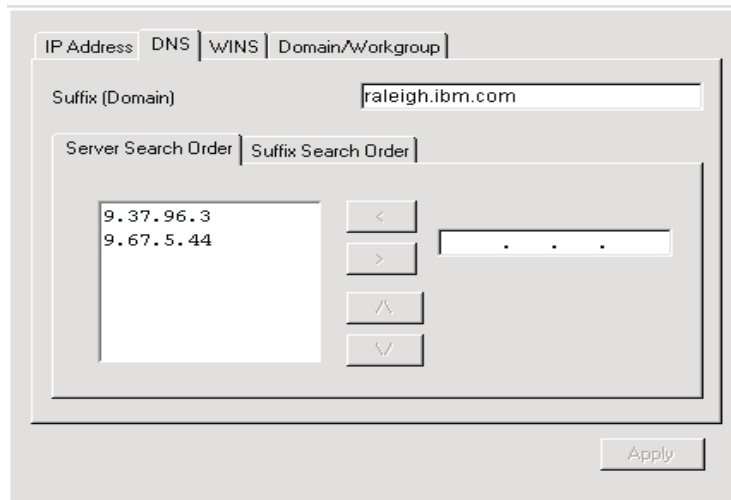 IP Address DNS WINS Domain/Workgroup
Suffix (Domain) raleigh.ibm.com
Server Search Order Suffix Search Order
9.37.96.3
9.67.5.44
<
. . .
>
/\
\/
Apply